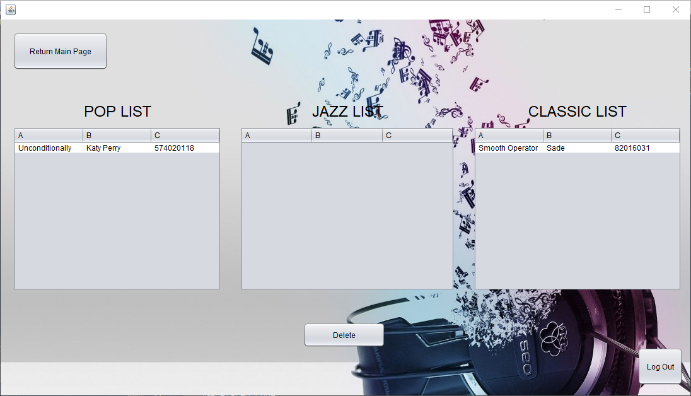 Return Main Page
POP LIST
JAZZ LIST
CLASSIC LIST
A B C
A B C
A B C
Unconditionally Katy Perry 574020118
Smooth Operator Sade 82016031
Delete
Log Out